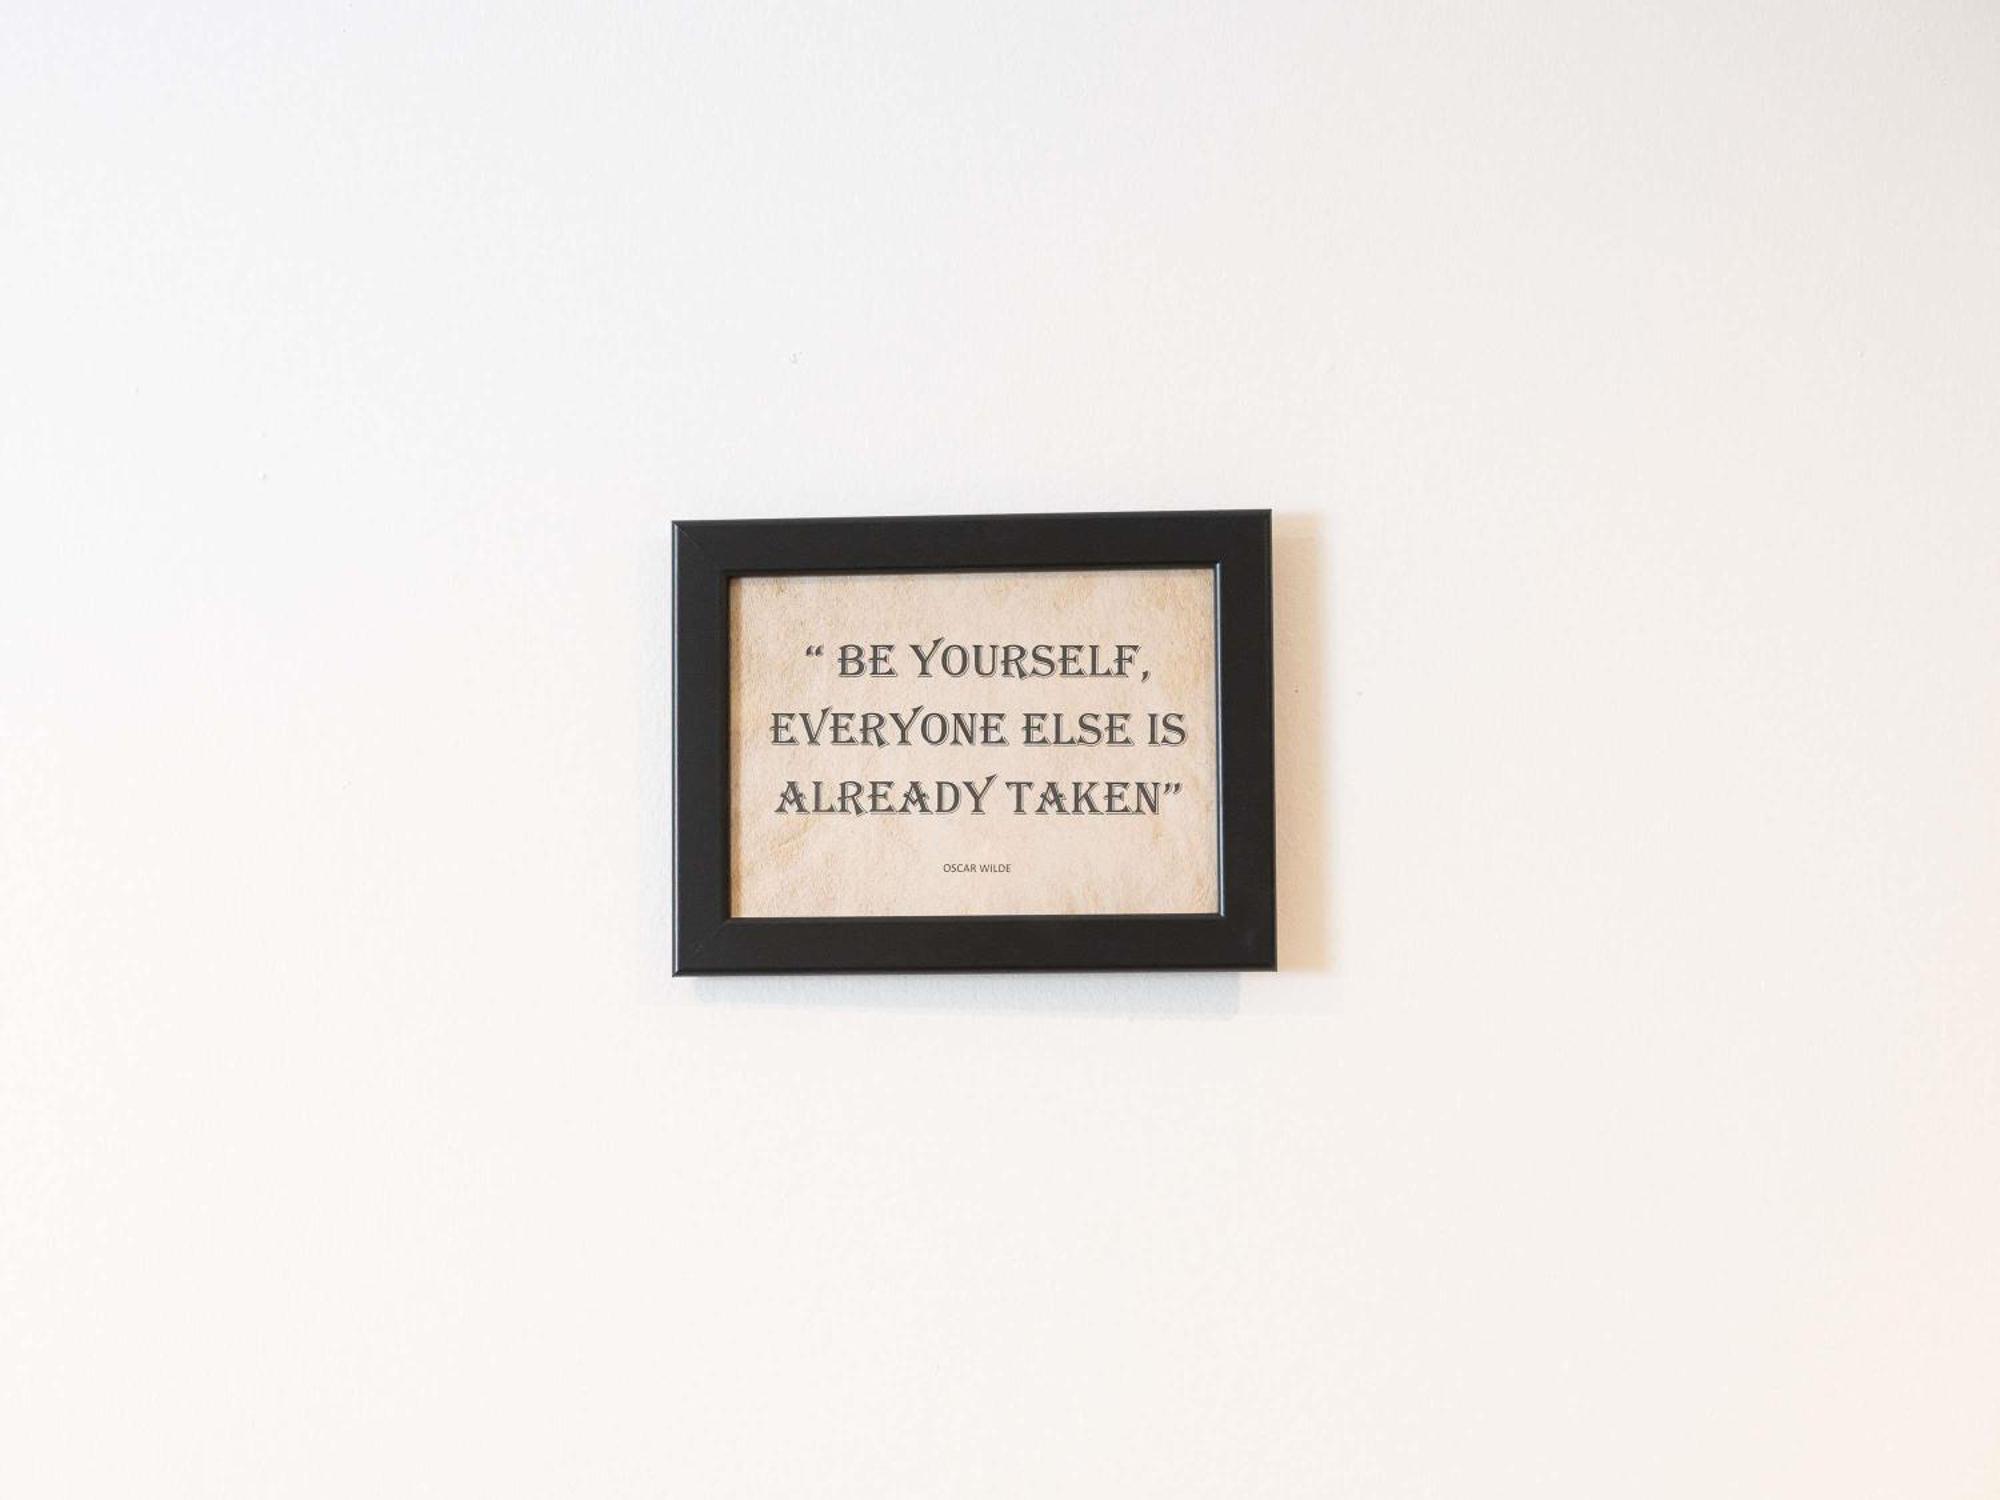 “ BE YOURSELF,
EVERYONE ELSE IS
ALREADY TAKEN”
OSCAR WILDE